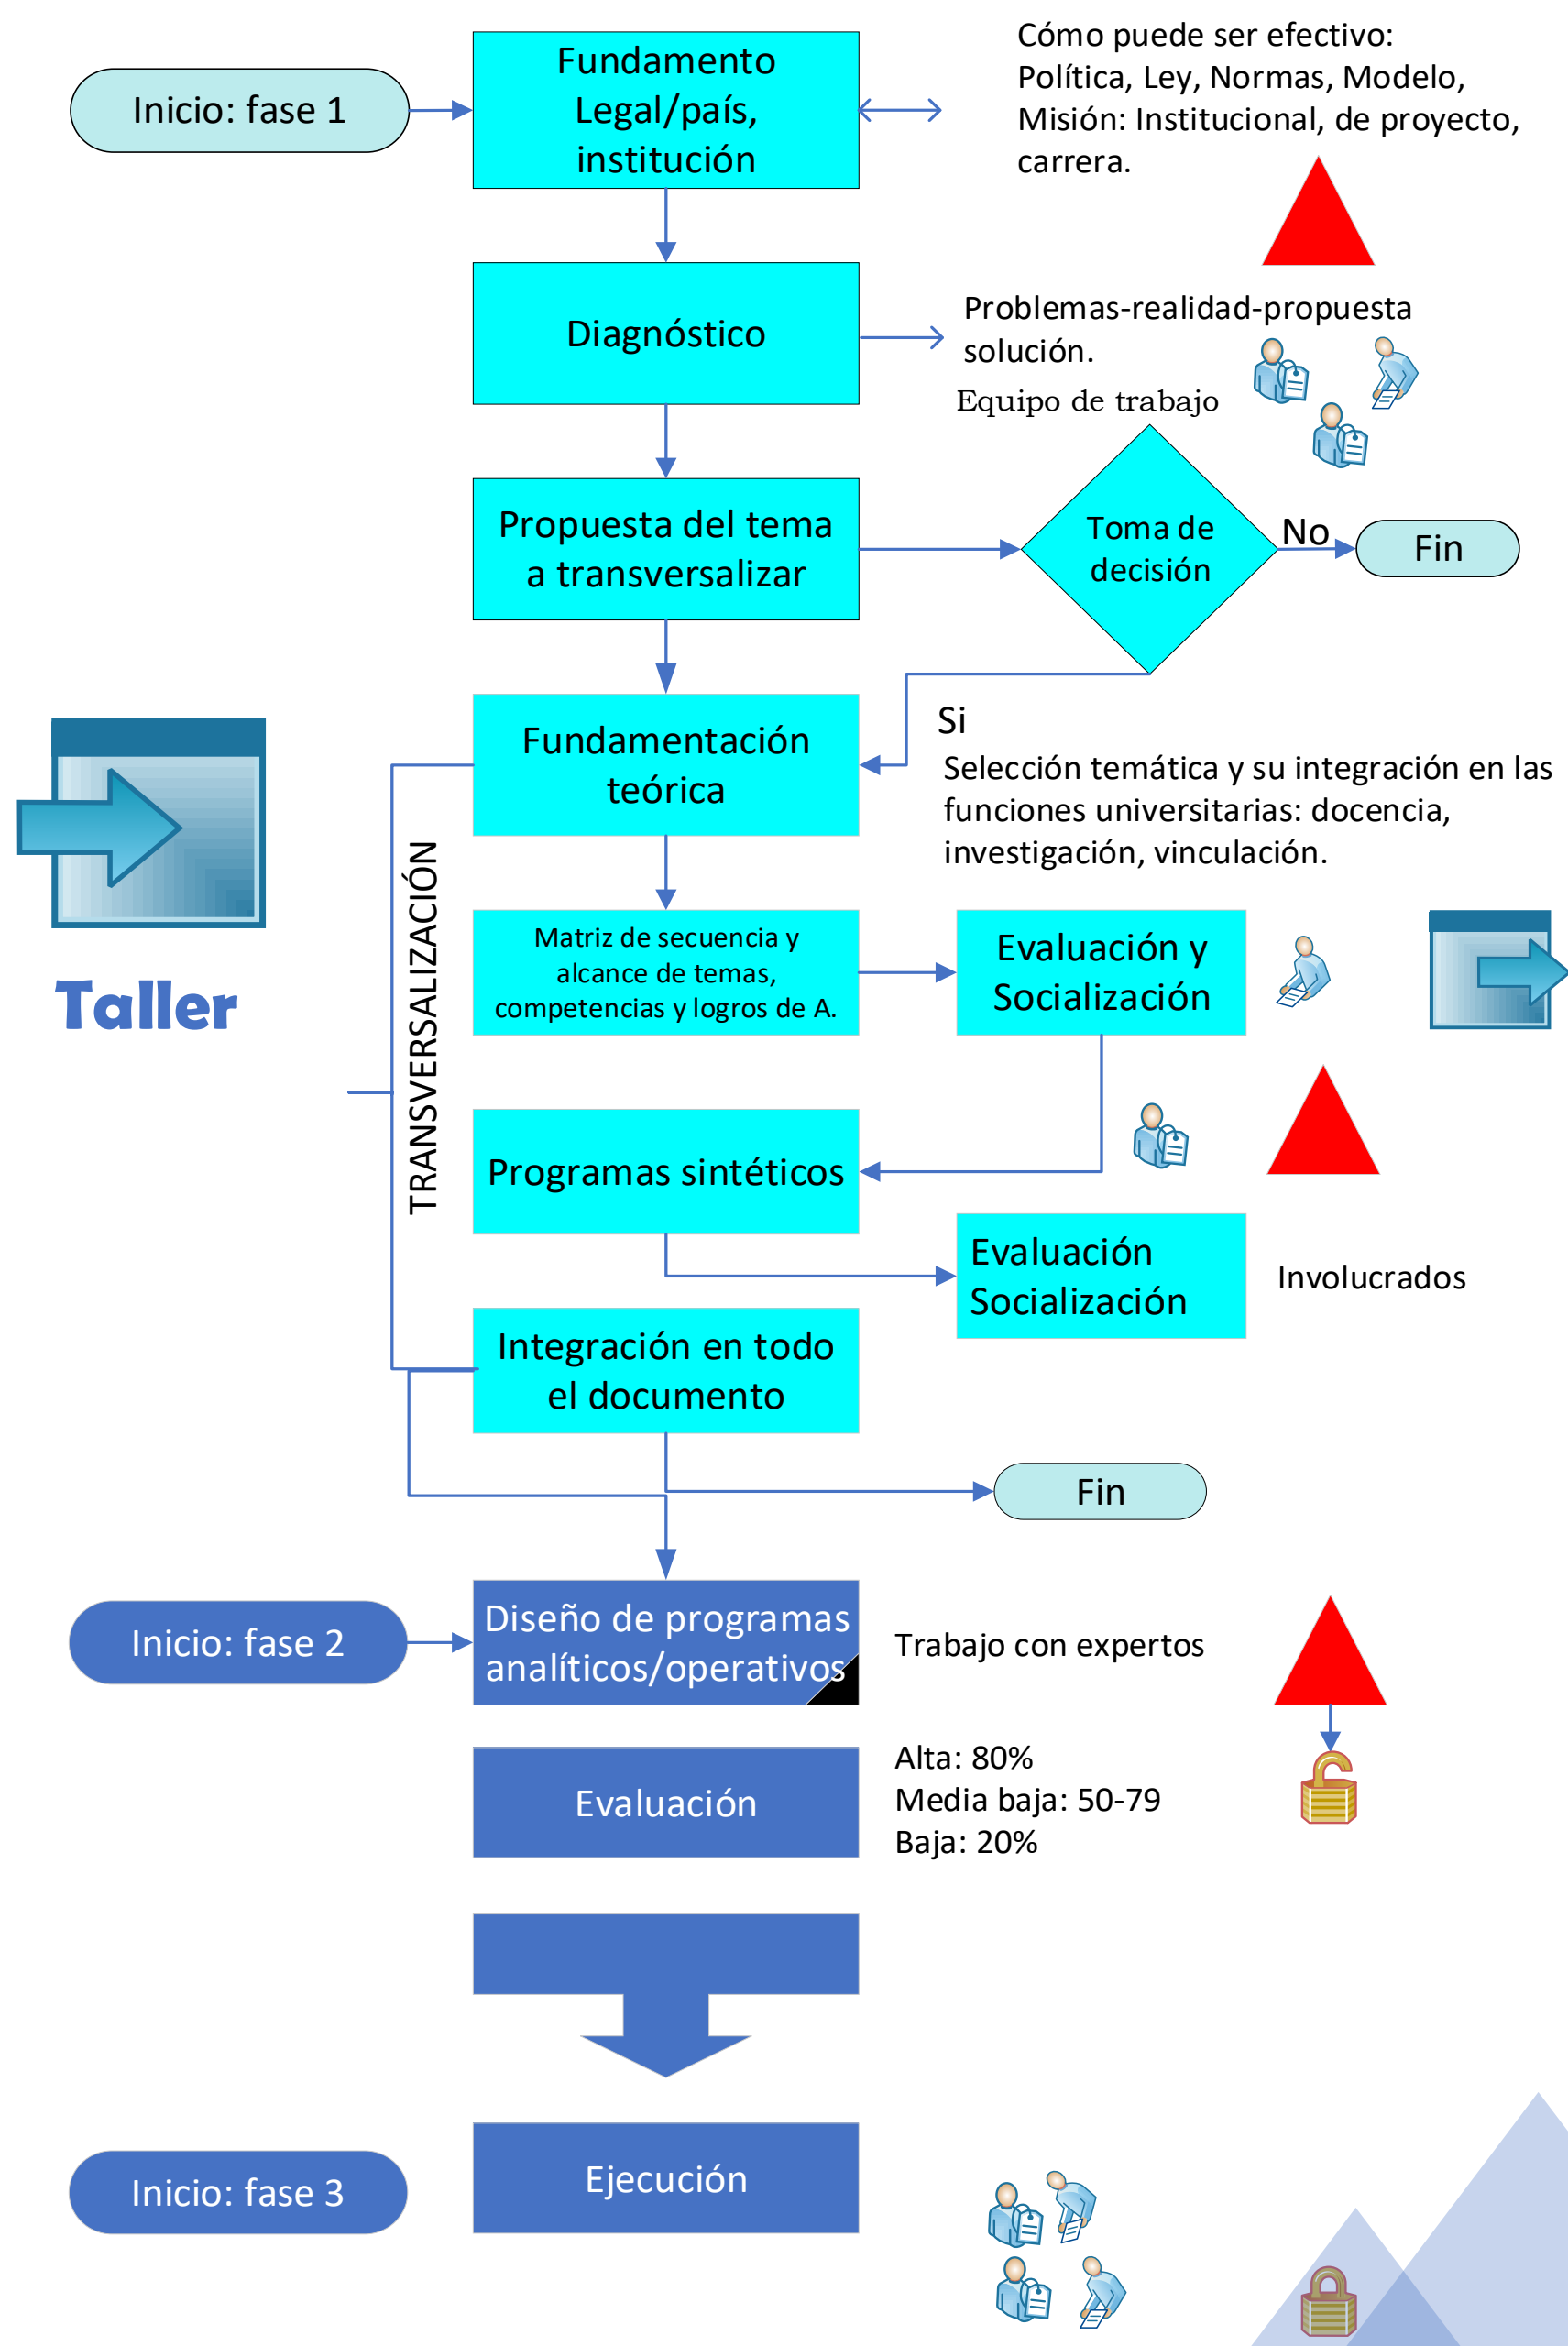 Inicio: fase 1
Fundamento
Legal/país,
institución
Cómo puede ser efectivo:
Política, Ley, Normas, Modelo,
Misión: Institucional, de proyecto,
carrera.
Diagnóstico
Problemas-realidad-propuesta
solución.
Equipo de trabajo
Propuesta del tema
a transversalizar
Toma de
decisión
No
Fin
Si
Fundamentación
teórica
Selección temática y su integración en las
funciones universitarias: docencia,
investigación, vinculación.
Taller
TRANSVERSALIZACIÓN
Matriz de secuencia y
alcance de temas,
competencias y logros de A.
Evaluación y
Socialización
Programas sintéticos
Evaluación
Socialización
Involucrados
Integración en todo
el documento
Fin
Inicio: fase 2
Diseño de programas
analíticos/operativos
Trabajo con expertos
Evaluación
Alta: 80%
Media baja: 50-79
Baja: 20%
Inicio: fase 3
Ejecución